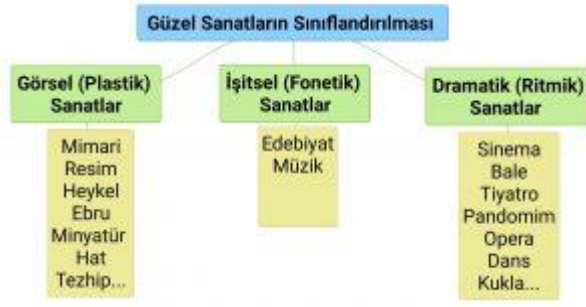 Güzel Sanatların Sınıflandırılması
Görsel (Plastik)
Sanatlar
Mimari
Resim
Heykel
Ebru
Minyatür
Hat
Tezhip...
İşitsel (Fonetik)
Sanatlar
Edebiyat
Müzik
Dramatik (Ritmik)
Sanatlar
Sinema
Bale
Tiyatro
Pandomim
Opera
Dans
Kukla...